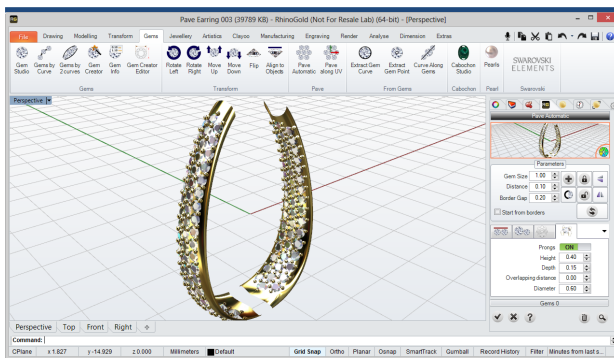 Pave Earring 003 (39789 KB) - RhinoGold (Not For Resale Lab) (64-bit) - [Perspective]
File Drawing Modelling Transform Gems Jewellery Artistics Clayoo Manufacturing Engraving Render Analyse Dimension Extras
Gem Studio
Gems by Curve
Gems by 2 curves
Gem Creator
Gem Info
Gem Creator Editor
Rotate Left
Rotate Right
Move Up
Move Down
Flip
Align to Objects
Pave Automatic
Pave along UV
Extract Gem Curve
Extract Gem Point
Curve Along Gems
Cabochon Studio
Pearls
SWAROVSKI ELEMENTS
Gems Transform Pave From Gems Cabochon Pearl Swarovski
Perspective
Pave Automatic
Parameters
Gem Size 1.00
Distance 0.10
Border Gap 0.20
Start from borders
Prongs ON
Height 0.40
Depth 0.15
Overlapping distance 0.00
Diameter 0.60
Gems 0
Perspective Top Front Right
Command:
CPlane x 1.827 y -14.929 z 0.000 Millimeters Default Grid Snap Ortho Planar Osnap SmartTrack Gumball Record History Filter Minutes from last s...